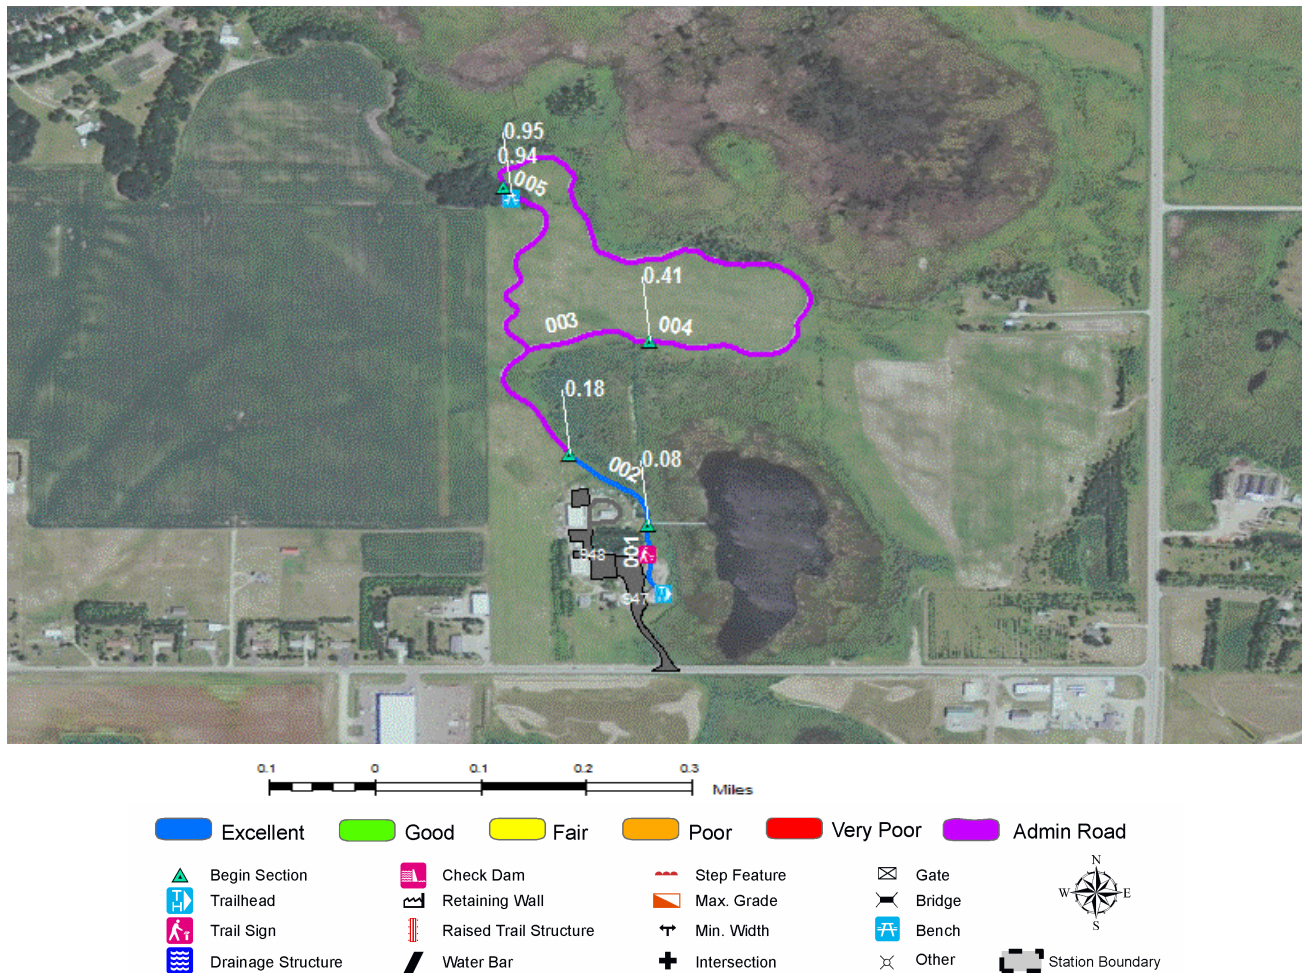 0.95
0.94
005
0.41
003
004
0.18
002
0.08
001
948
947
0.1 0 0.1 0.2 0.3
Miles
Excellent Good Fair Poor Very Poor Admin Road
Begin Section Check Dam Step Feature Gate
Trailhead Retaining Wall Max. Grade Bridge
Trail Sign Raised Trail Structure Min. Width Bench
Drainage Structure Water Bar Intersection Other Station Boundary
N
W E
S
TH